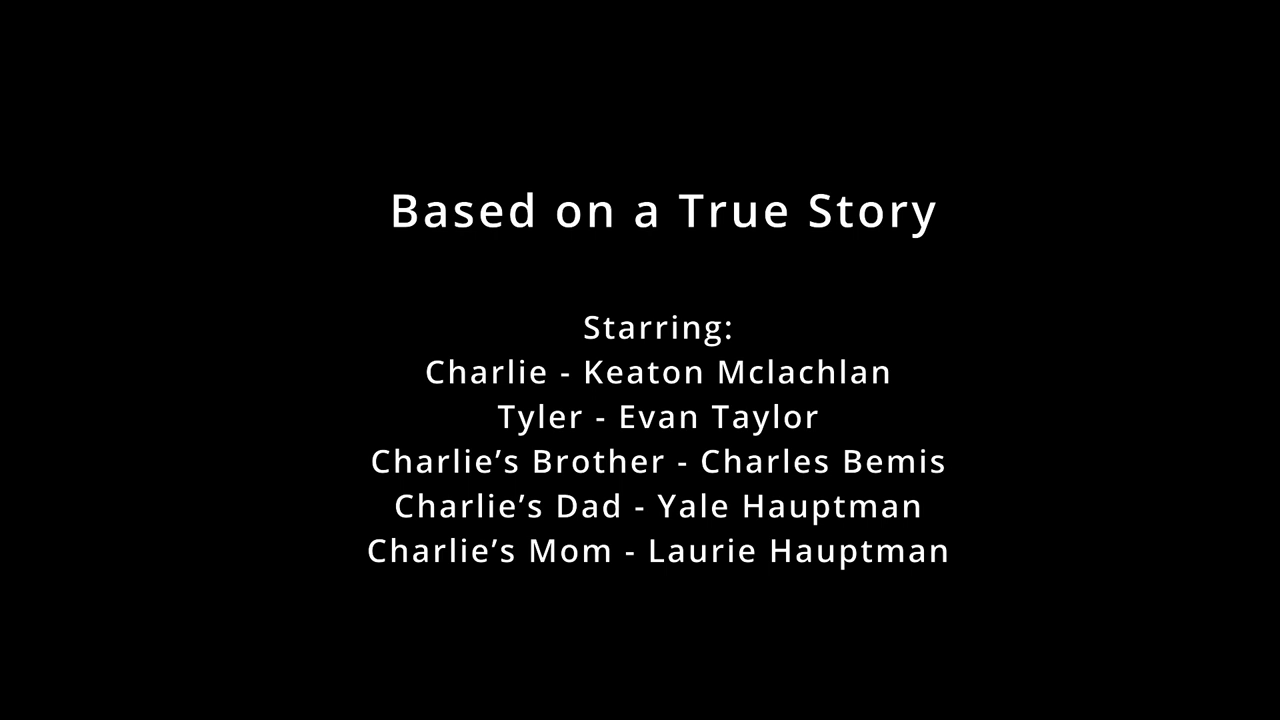 Based on a True Story
Starring:
Charlie - Keaton Mclachlan
Tyler - Evan Taylor
Charlie’s Brother - Charles Bemis
Charlie’s Dad - Yale Hauptman
Charlie’s Mom - Laurie Hauptman